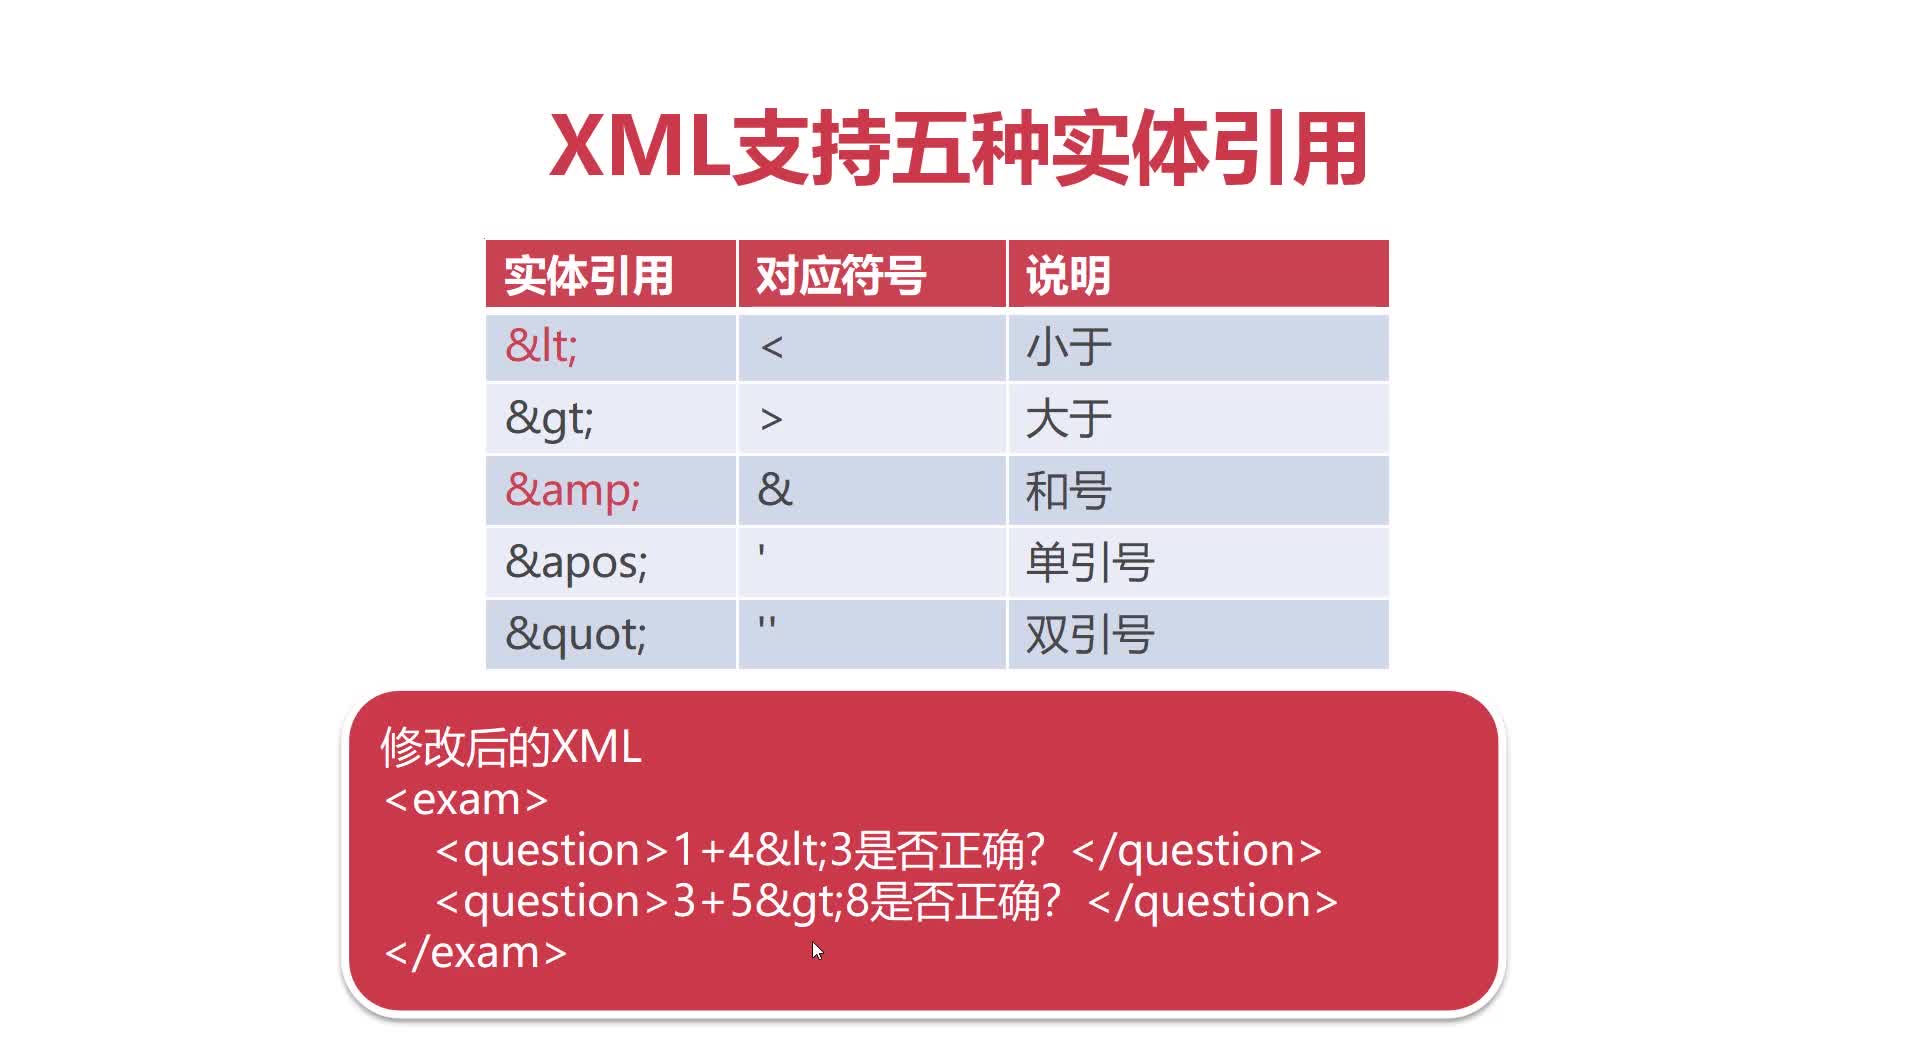 XML支持五种实体引用
实体引用 对应符号 说明
&lt; < 小于
&gt; > 大于
&amp; & 和号
&apos; ' 单引号
&quot; '' 双引号
修改后的XML
<exam>
<question>1+4&lt;3是否正确？</question>
<question>3+5&gt;8是否正确？</question>
</exam>